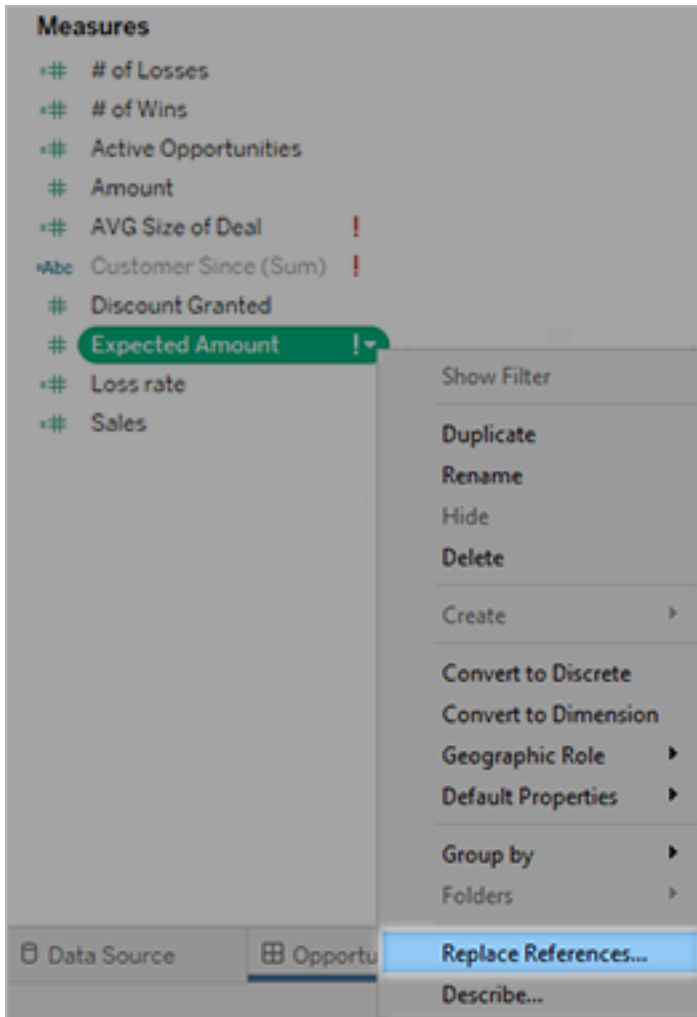 Measures
# of Losses
# of Wins
Active Opportunities
Amount
AVG Size of Deal !
Abc Customer Since (Sum) !
Discount Granted
Expected Amount !
Loss rate
Sales
Show Filter
Duplicate
Rename
Hide
Delete
Create
Convert to Discrete
Convert to Dimension
Geographic Role
Default Properties
Group by
Folders
Replace References...
Describe...
Data Source
Opportu